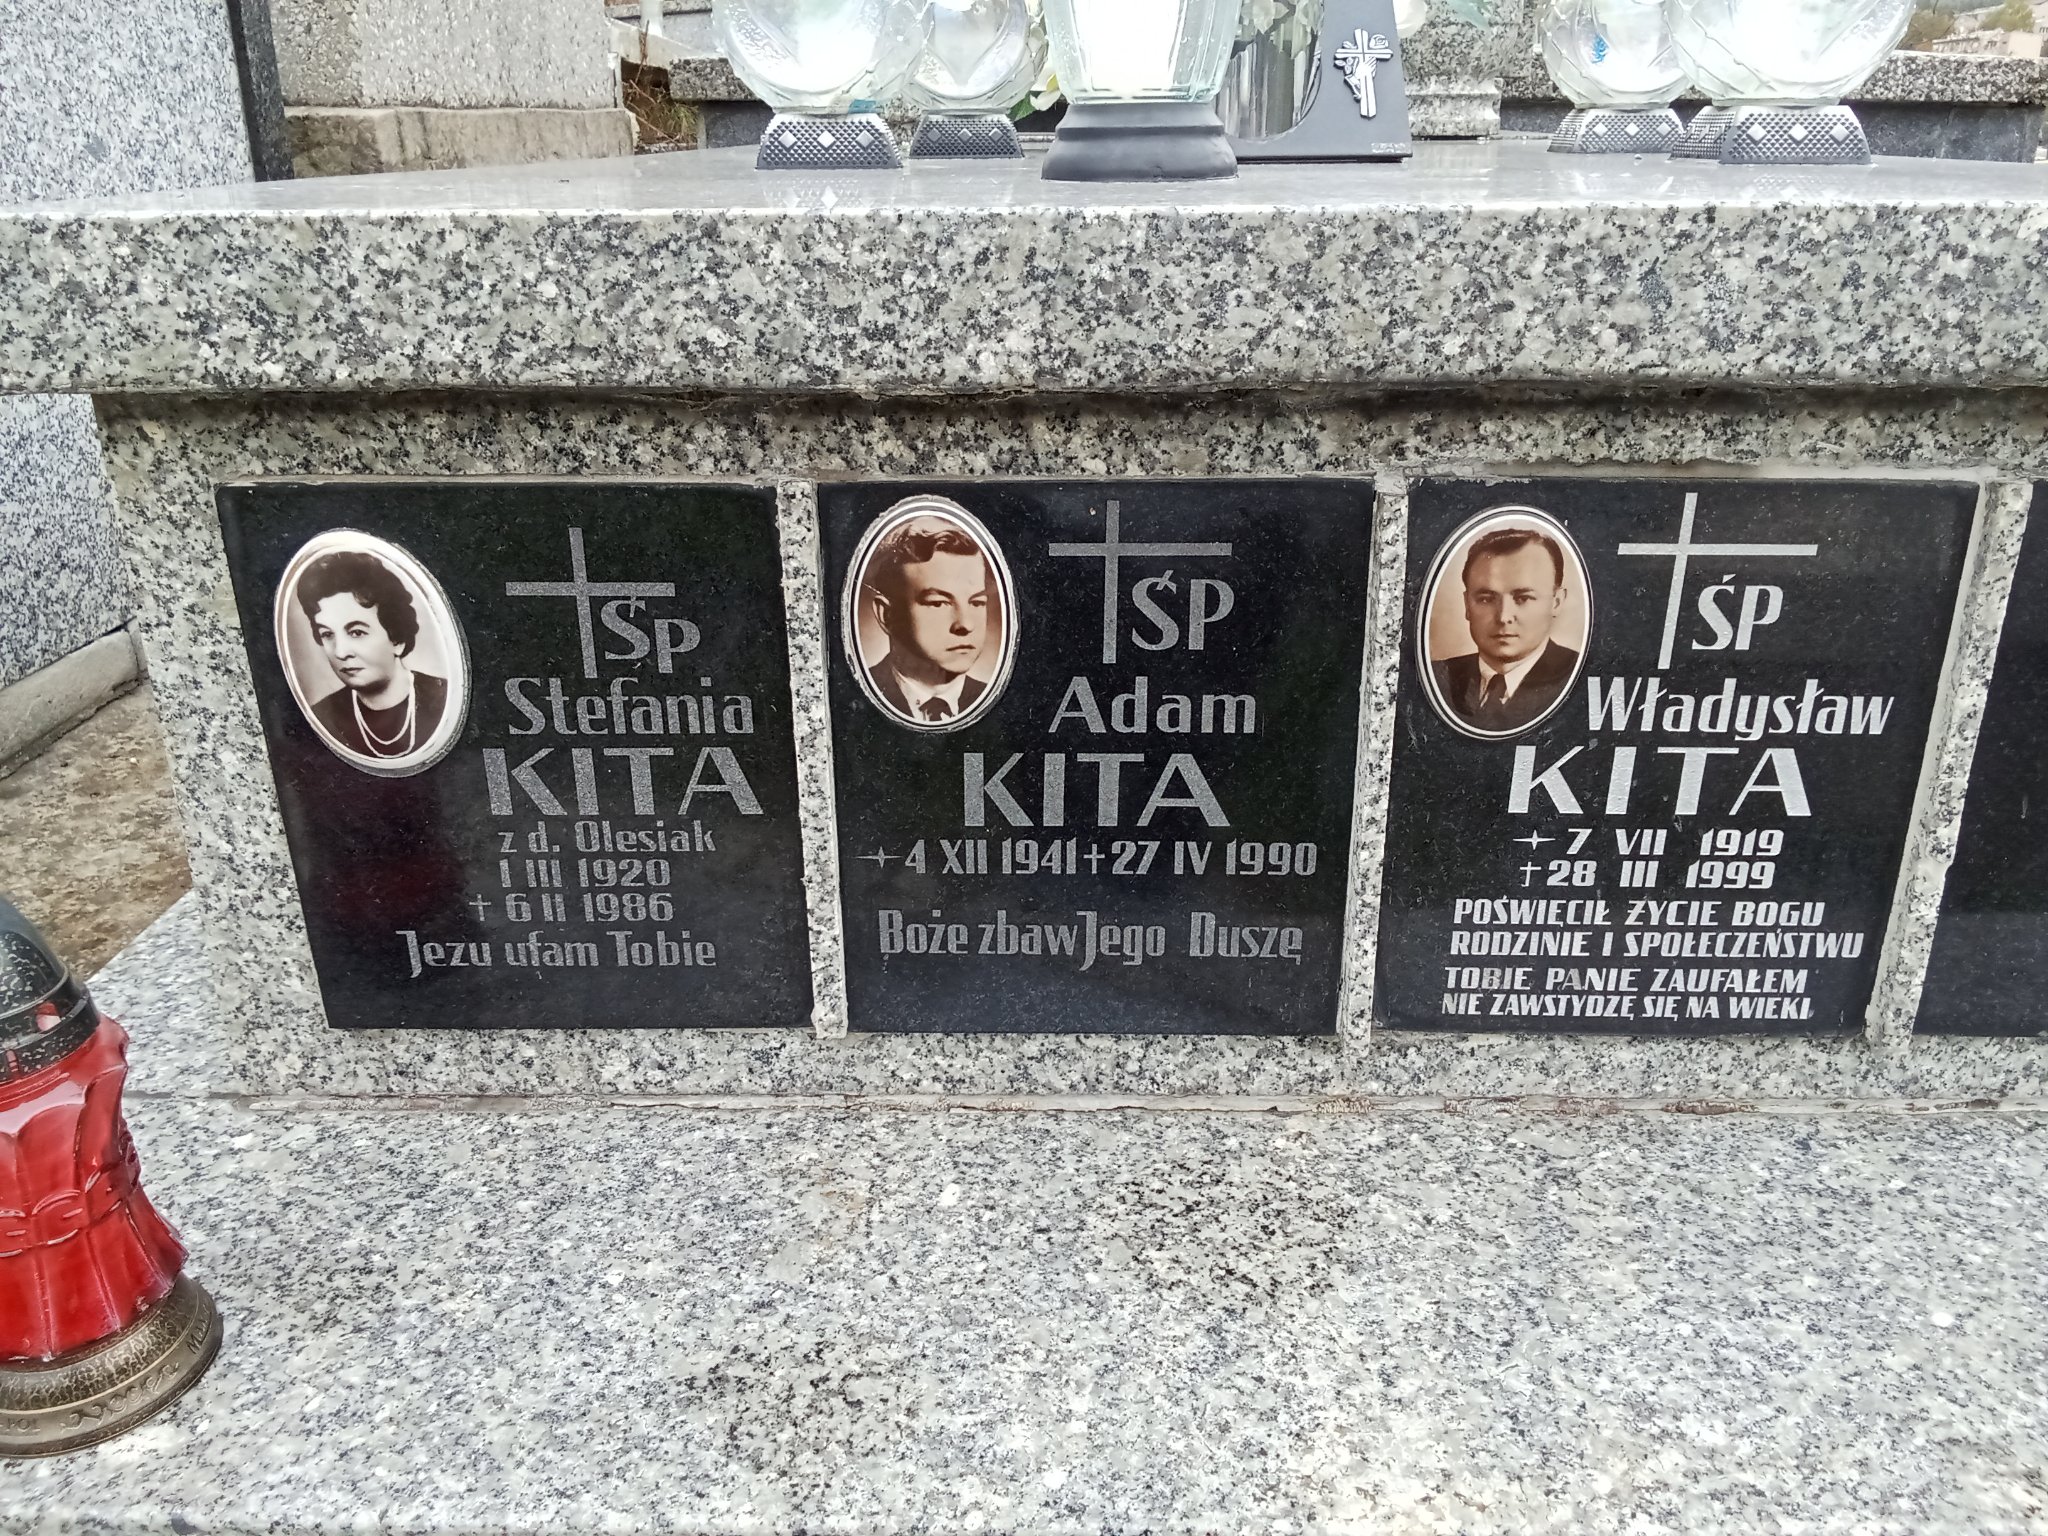 ŚP
Stefania
KITA
z d. Olesiak
1 III 1920
† 6 II 1986
Jezu ufam Tobie
ŚP
Adam
KITA
4 XII 1941 † 27 IV 1990
Boże zbaw Jego Duszę
ŚP
Władysław
KITA
7 VII 1919
† 28 III 1999
POŚWIĘCIŁ ŻYCIE BOGU
RODZINIE I SPOŁECZEŃSTWU
TOBIE PANIE ZAUFAŁEM
NIE ZAWSTYDZĘ SIĘ NA WIEKI
POL